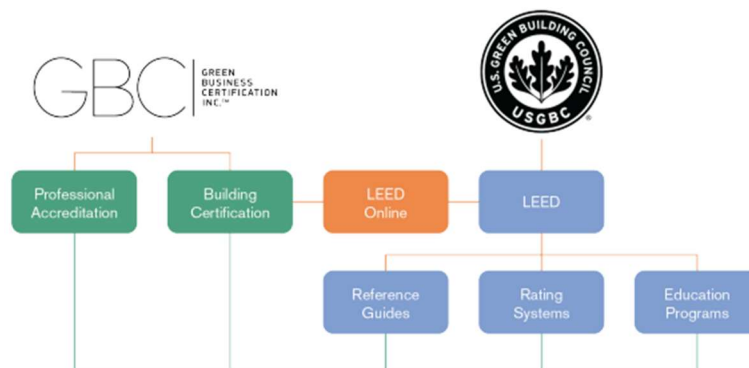 GBCI
GREEN
BUSINESS
CERTIFICATION
INC.™
U.S. GREEN BUILDING COUNCIL
USGBC
®
Professional
Accreditation
Building
Certification
LEED
Online
LEED
Reference
Guides
Rating
Systems
Education
Programs